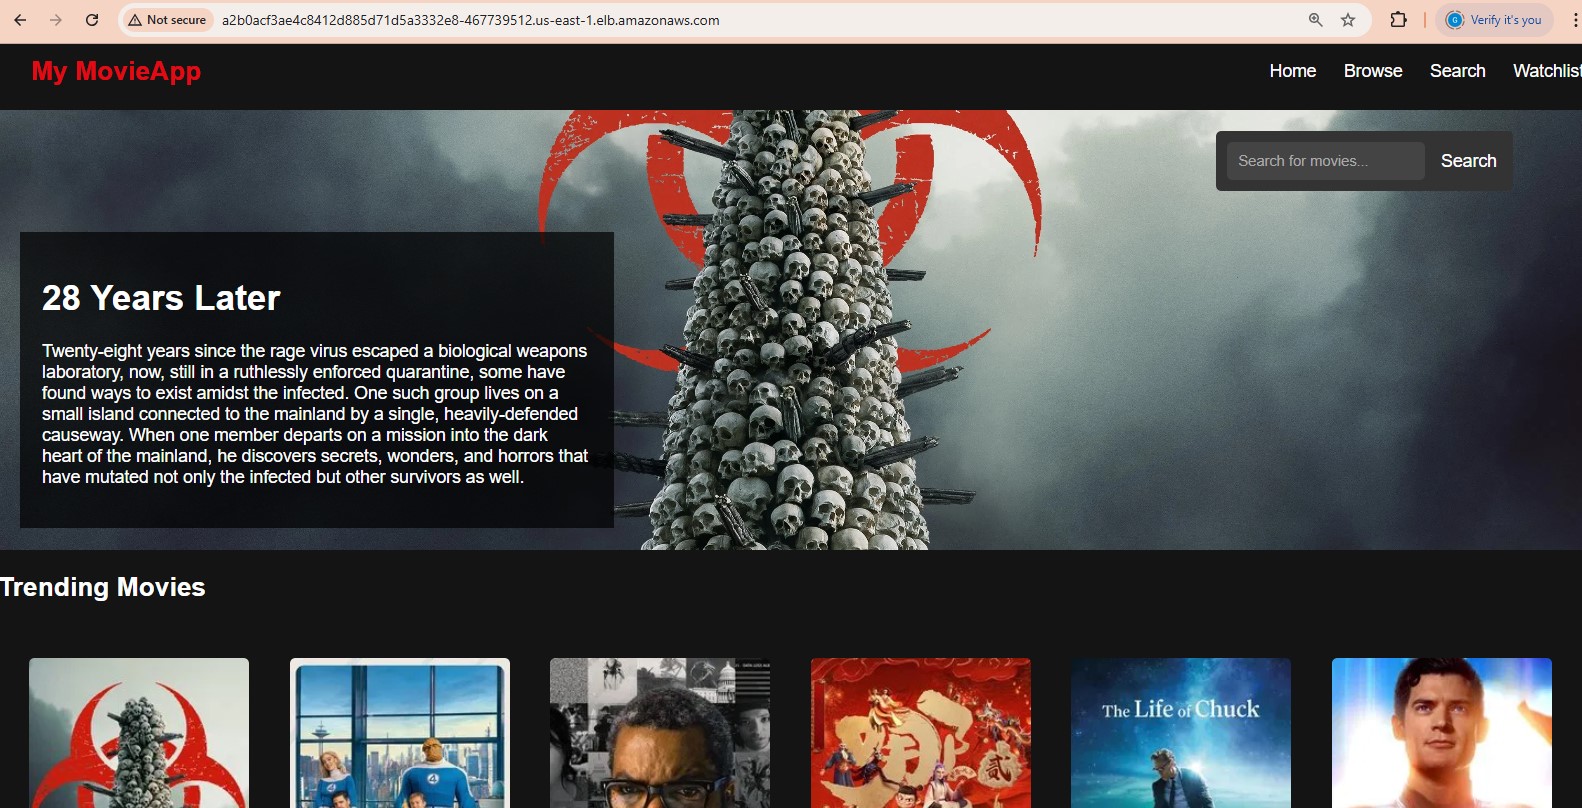 Not secure
a2b0acf3ae4c8412d885d71d5a3332e8-467739512.us-east-1.elb.amazonaws.com
G
Verify it's you
My MovieApp
Home
Browse
Search
Watchlist
Search for movies...
Search
28 Years Later
Twenty-eight years since the rage virus escaped a biological weapons
laboratory, now, still in a ruthlessly enforced quarantine, some have
found ways to exist amidst the infected. One such group lives on a
small island connected to the mainland by a single, heavily-defended
causeway. When one member departs on a mission into the dark
heart of the mainland, he discovers secrets, wonders, and horrors that
have mutated not only the infected but other survivors as well.
Trending Movies
4
贰
The Life of Chuck